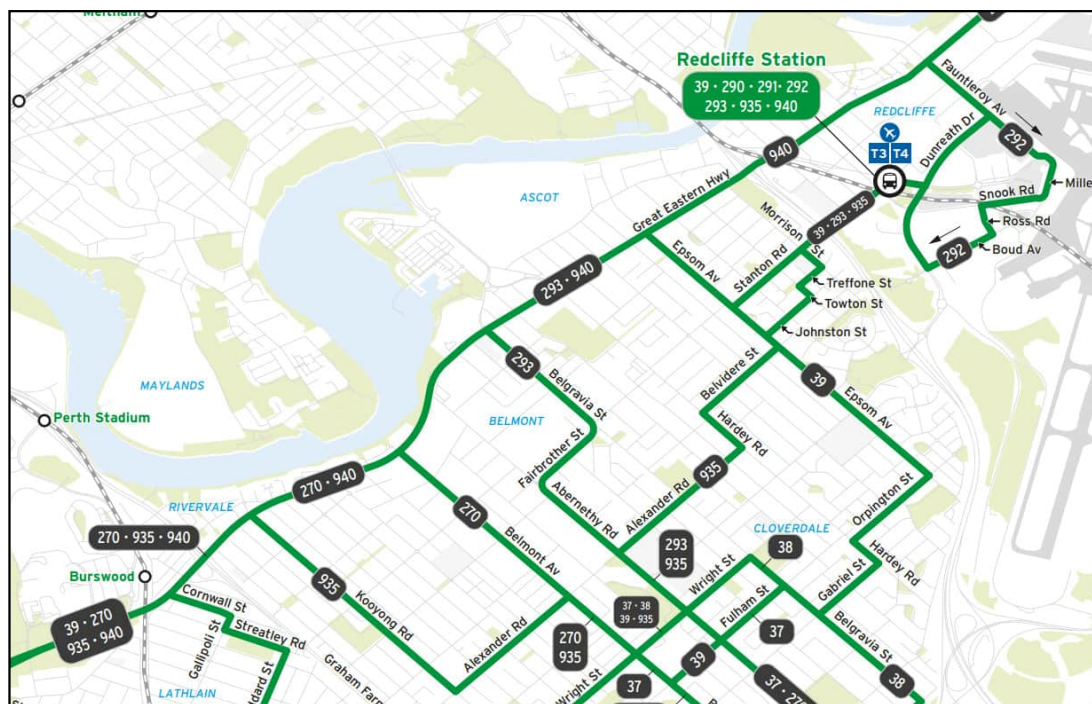 Meltham
Redcliffe Station
39 · 290 · 291 · 292
293 · 935 · 940
REDCLIFFE
Fauntleroy Av
292
Dunreath Dr
T3 T4
940
Snook Rd
Ross Rd
Boud Av
292
ASCOT
Great Eastern Hwy
Morrison St
39 · 293 · 935
Stanton Rd
Epsom Av
Treffone St
Towton St
Johnston St
293 · 940
293
Belgravia St
Belvidere St
39
Epsom Av
MAYLANDS
Perth Stadium
BELMONT
Fairbrother St
Hardey Rd
935
Alexander Rd
Abernethy Rd
Orpington St
270 · 940
RIVERVALE
270
CLOVERDALE
270 · 935 · 940
Belmont Av
293
935
38
Wright St
Hardey Rd
Gabriel St
Burswood
935
Kooyong Rd
Cornwall St
37 · 38
39 · 935
Fulham St
37
Belgravia St
39 · 270
935 · 940
Streatley Rd
Gallipoli St
Alexander Rd
270
935
39
Wright St
37
38
LATHLAIN